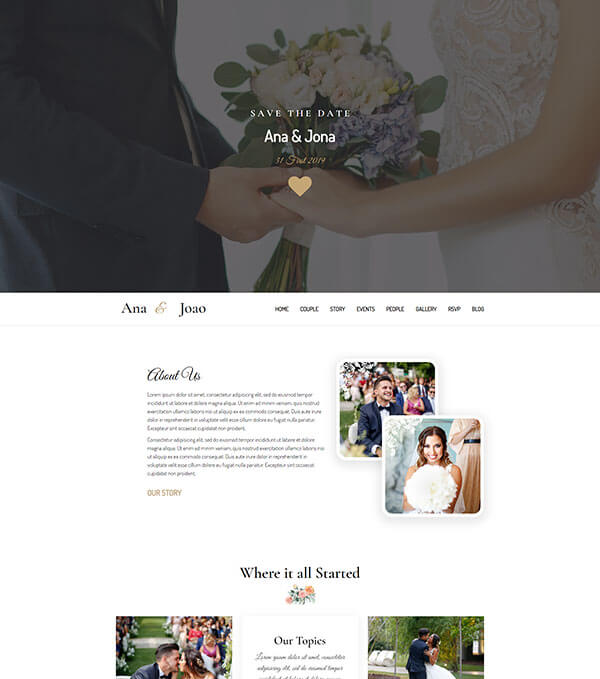 SAVE THE DATE
Ana & Jona
31 First 2019
Ana & Joao
HOME COUPLE STORY EVENTS PEOPLE GALLERY RSVP BLOG
About Us
Lorem ipsum dolor sit amet, consectetur adipiscing elit, sed do eiusmod
tempor incididunt ut labore et dolore
magna aliqua. Ut enim ad minim veniam, quis nostrud
exercitation ullamco laboris nisi ut aliquip ex ea commodo consequat. Duis aute irure
dolor in reprehenderit in voluptate velit esse cillum dolore eu fugiat nulla pariatur.
Excepteur sint occaecat cupidatat non proident.
Consectetur adipiscing elit, sed do eiusmod tempor incididunt ut labore et dolore
magna aliqua. Ut enim ad minim veniam, quis nostrud exercitation ullamco laboris nisi
ut aliquip ex ea commodo consequat. Duis aute irure dolor in reprehenderit in
voluptate velit esse cillum dolore eu fugiat nulla pariatur. Excepteur sint occaecat
cupidatat non proident.
OUR STORY
Where it all Started
Our Topics
Lorem ipsum dolor sit amet, consectetur
adipiscing elit, sed do eiusmod tempor